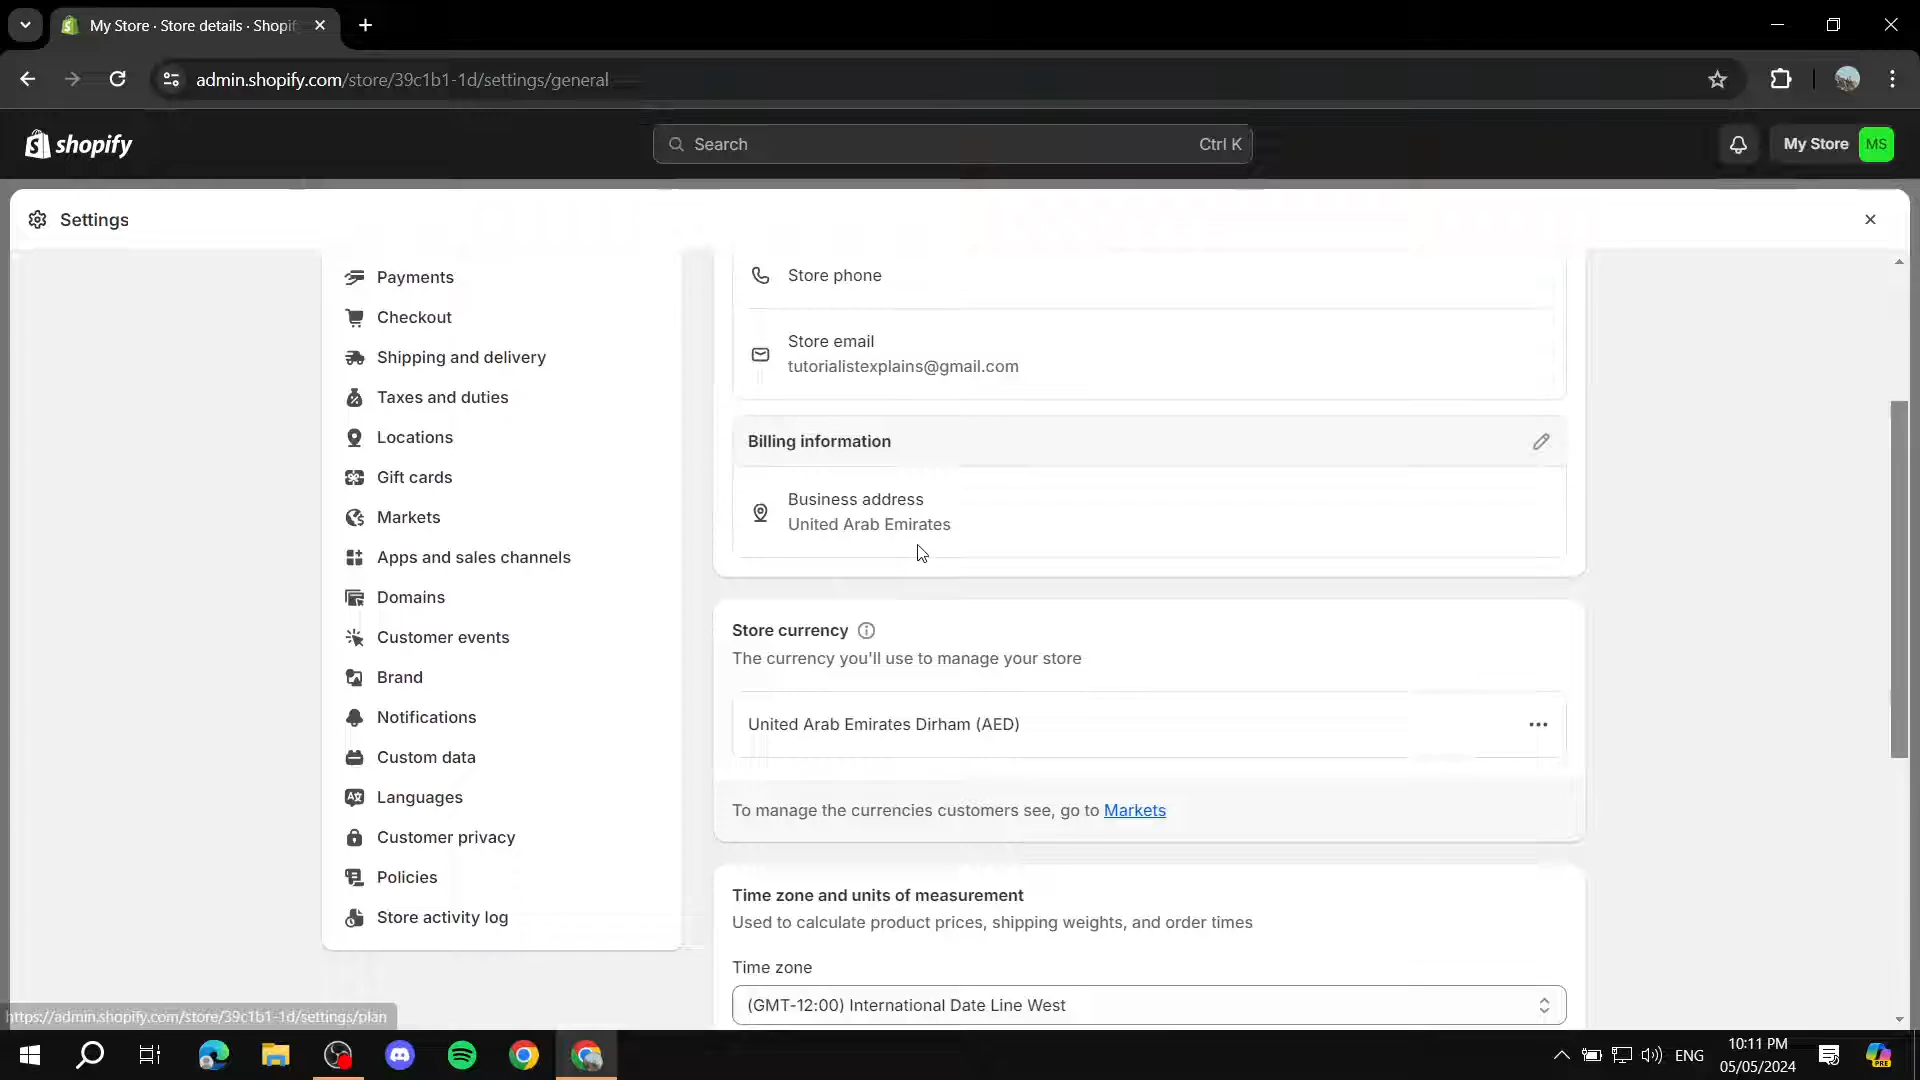 My Store · Store details · Shopif
admin.shopify.com/store/39c1b1-1d/settings/general
shopify
Search
Ctrl K
My Store
MS
Settings
Payments
Checkout
Shipping and delivery
Taxes and duties
Locations
Gift cards
Markets
Apps and sales channels
Domains
Customer events
Brand
Notifications
Custom data
Languages
Customer privacy
Policies
Store activity log
Store phone
Store email
tutorialistexplains@gmail.com
Billing information
Business address
United Arab Emirates
Store currency
The currency you'll use to manage your store
United Arab Emirates Dirham (AED)
To manage the currencies customers see, go to Markets
Time zone and units of measurement
Used to calculate product prices, shipping weights, and order times
Time zone
(GMT-12:00) International Date Line West
https://admin.shopify.com/store/39c1b1-1d/settings/plan
ENG
10:11 PM
05/05/2024
PRE